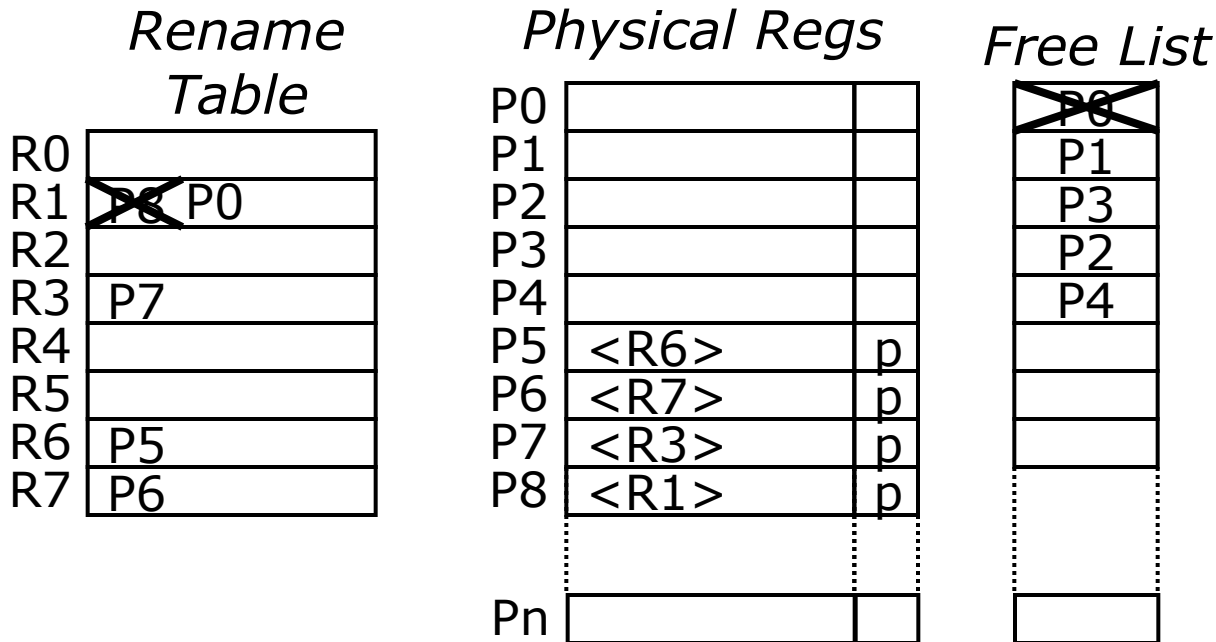 Rename
Table
R0
R1 P8 P0
R2
R3 P7
R4
R5
R6 P5
R7 P6
Physical Regs
P0
P1
P2
P3
P4
P5 <R6> p
P6 <R7> p
P7 <R3> p
P8 <R1> p
Pn
Free List
P0
P1
P3
P2
P4